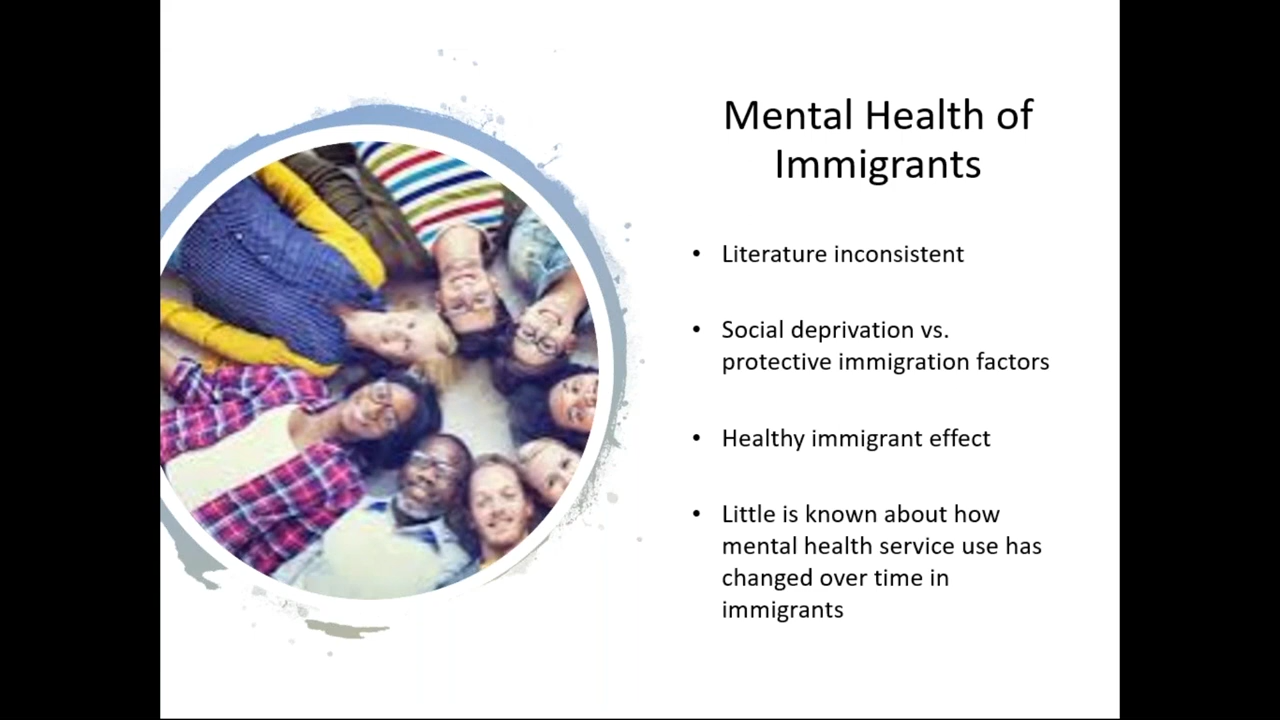 Mental Health of
Immigrants
• Literature inconsistent
• Social deprivation vs.
protective immigration factors
• Healthy immigrant effect
• Little is known about how
mental health service use has
changed over time in
immigrants